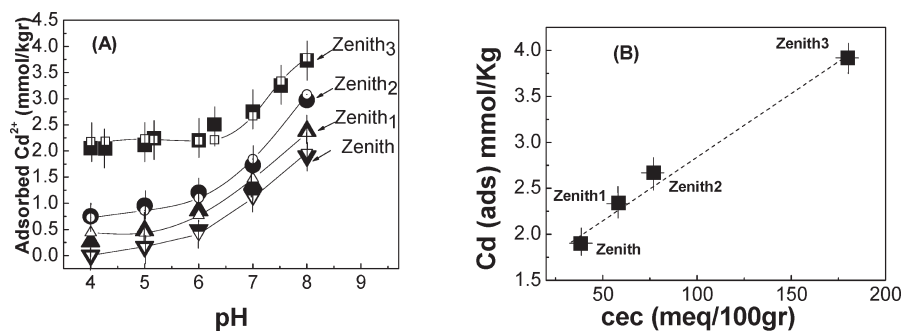 (A)
Adsorbed Cd²⁺ (mmol/kgr)
4.5
4.0
3.5
3.0
2.5
2.0
1.5
1.0
0.5
0.0
4 5 6 7 8
pH
Zenith₃
Zenith₂
Zenith₁
Zenith
(B)
Cd (ads) mmol/Kg
4.0
3.5
3.0
2.5
2.0
1.5
50 100 150 200
cec (meq/100gr)
Zenith3
Zenith1
Zenith2
Zenith